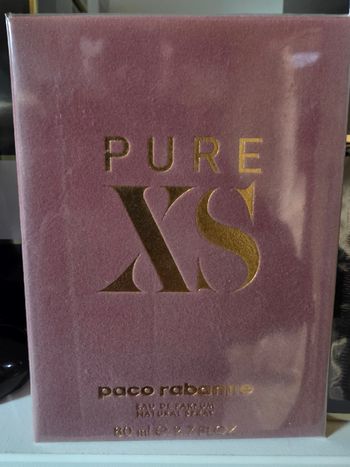 PURE
XS
paco rabanne
EAU DE PARFUM
NATURAL SPRAY
80 ml ℮ 2.7 FL.OZ